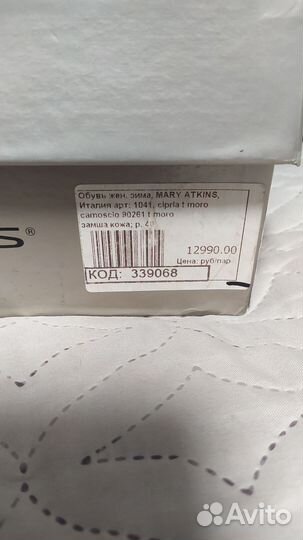 Обувь жен. зима, MARY ATKINS,
Италия арт: 1041, cipria t moro
camoscio 90261 t moro
замша кожа; р.
S®
12990.00
Цена: руб/пар
КОД: 339068
Avito